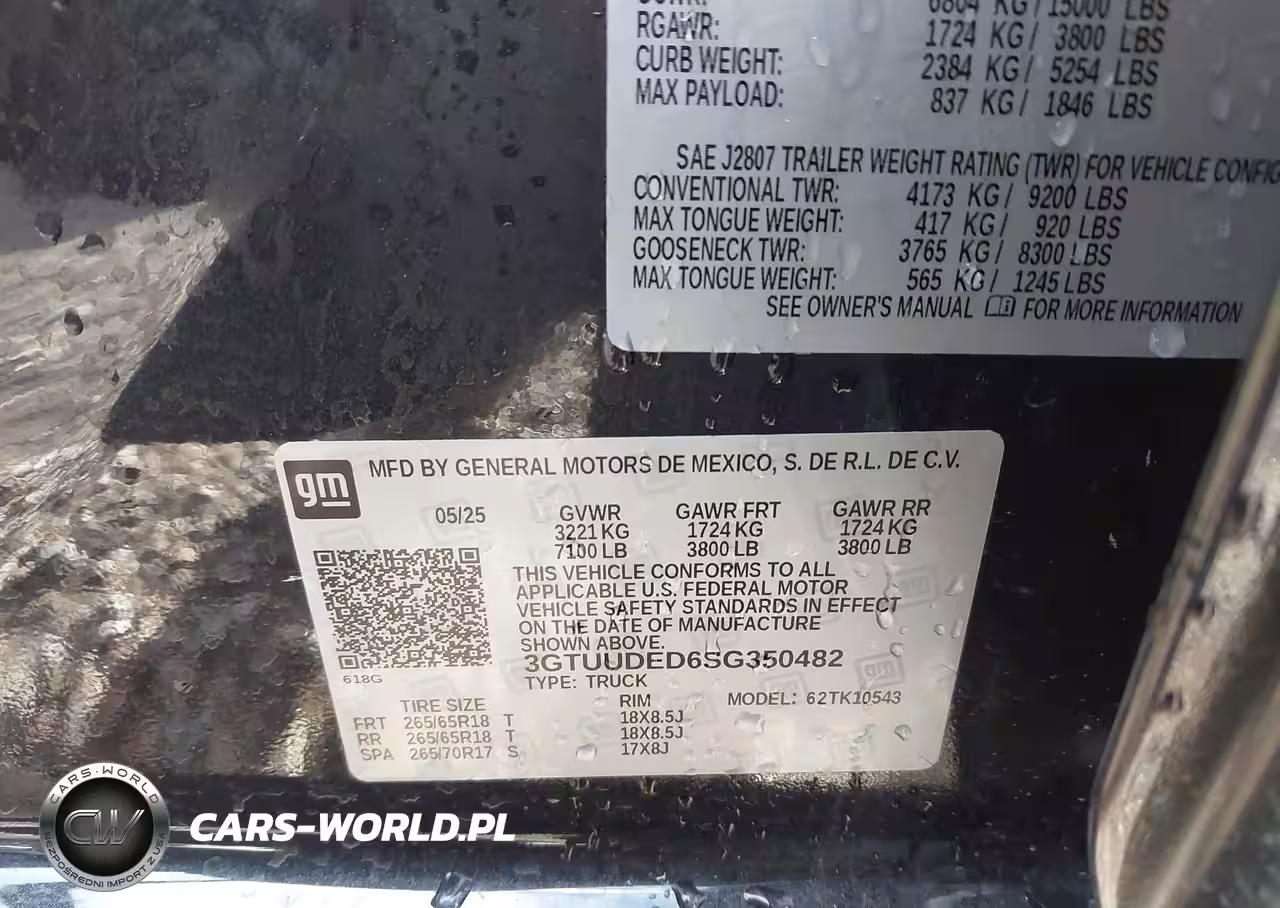 6804 KG/15000 LBS
RGAWR: 1724 KG/ 3800 LBS
CURB WEIGHT: 2384 KG/ 5254 LBS
MAX PAYLOAD: 837 KG/ 1846 LBS
SAE J2807 TRAILER WEIGHT RATING (TWR) FOR VEHICLE CONFIG
CONVENTIONAL TWR: 4173 KG/ 9200 LBS
MAX TONGUE WEIGHT: 417 KG/ 920 LBS
GOOSENECK TWR: 3765 KG/ 8300 LBS
MAX TONGUE WEIGHT: 565 KG/ 1245 LBS
SEE OWNER'S MANUAL FOR MORE INFORMATION
gm
MFD BY GENERAL MOTORS DE MEXICO, S. DE R.L. DE C.V.
05/25 GVWR GAWR FRT GAWR RR
3221 KG 1724 KG 1724 KG
7100 LB 3800 LB 3800 LB
THIS VEHICLE CONFORMS TO ALL
APPLICABLE U.S. FEDERAL MOTOR
VEHICLE SAFETY STANDARDS IN EFFECT
ON THE DATE OF MANUFACTURE
SHOWN ABOVE.
3GTUUDED6SG350482
618G
TYPE: TRUCK MODEL: 62TK10543
TIRE SIZE RIM
FRT 265/65R18 T 18X8.5J
RR 265/65R18 T 18X8.5J
SPA 265/70R17 S 17X8J
CARS-WORLD
CW
BEZPOŚREDNI IMPORT Z USA
CARS-WORLD.PL